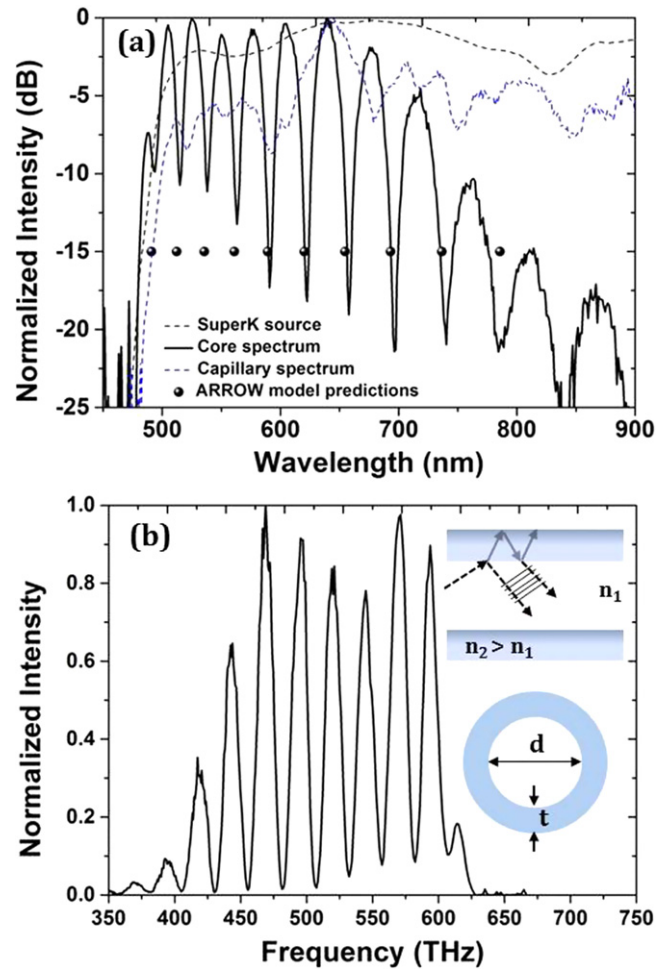 (a)
0
-5
-10
-15
-20
-25
Normalized Intensity (dB)
SuperK source
Core spectrum
Capillary spectrum
ARROW model predictions
500 600 700 800 900
Wavelength (nm)
(b)
1.0
0.8
0.6
0.4
0.2
0.0
Normalized Intensity
n₁
n₂ > n₁
d
t
350 400 450 500 550 600 650 700 750
Frequency (THz)